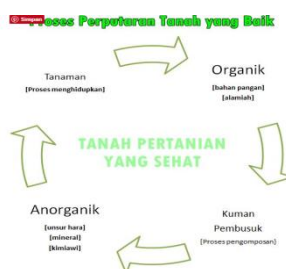 Simpan
Proses Perputaran Tanah yang Baik
Tanaman
[Proses menghidupkan]
Organik
[bahan pangan]
[alamiah]
TANAH PERTANIAN
YANG SEHAT
Anorganik
[unsur hara]
[mineral]
[kimiawi]
Kuman
Pembusuk
[Proses pengomposan]